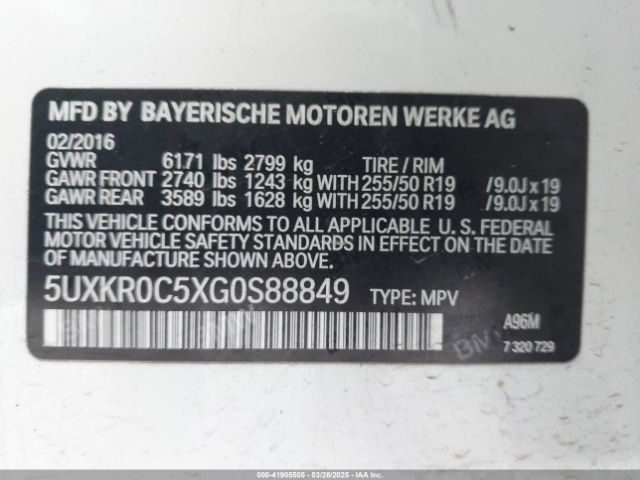 MFD BY BAYERISCHE MOTOREN WERKE AG
02/2016
GVWR 6171 lbs 2799 kg TIRE / RIM
GAWR FRONT 2740 lbs 1243 kg WITH 255/50 R19 /9.0J x 19
GAWR REAR 3589 lbs 1628 kg WITH 255/50 R19 /9.0J x 19
THIS VEHICLE CONFORMS TO ALL APPLICABLE U. S. FEDERAL
MOTOR VEHICLE SAFETY STANDARDS IN EFFECT ON THE DATE OF
MANUFACTURE SHOWN ABOVE.
5UXKR0C5XG0S88849 TYPE: MPV
A96M
7 320 729
000-41905505 - 03/28/2025 - IAAI.COM